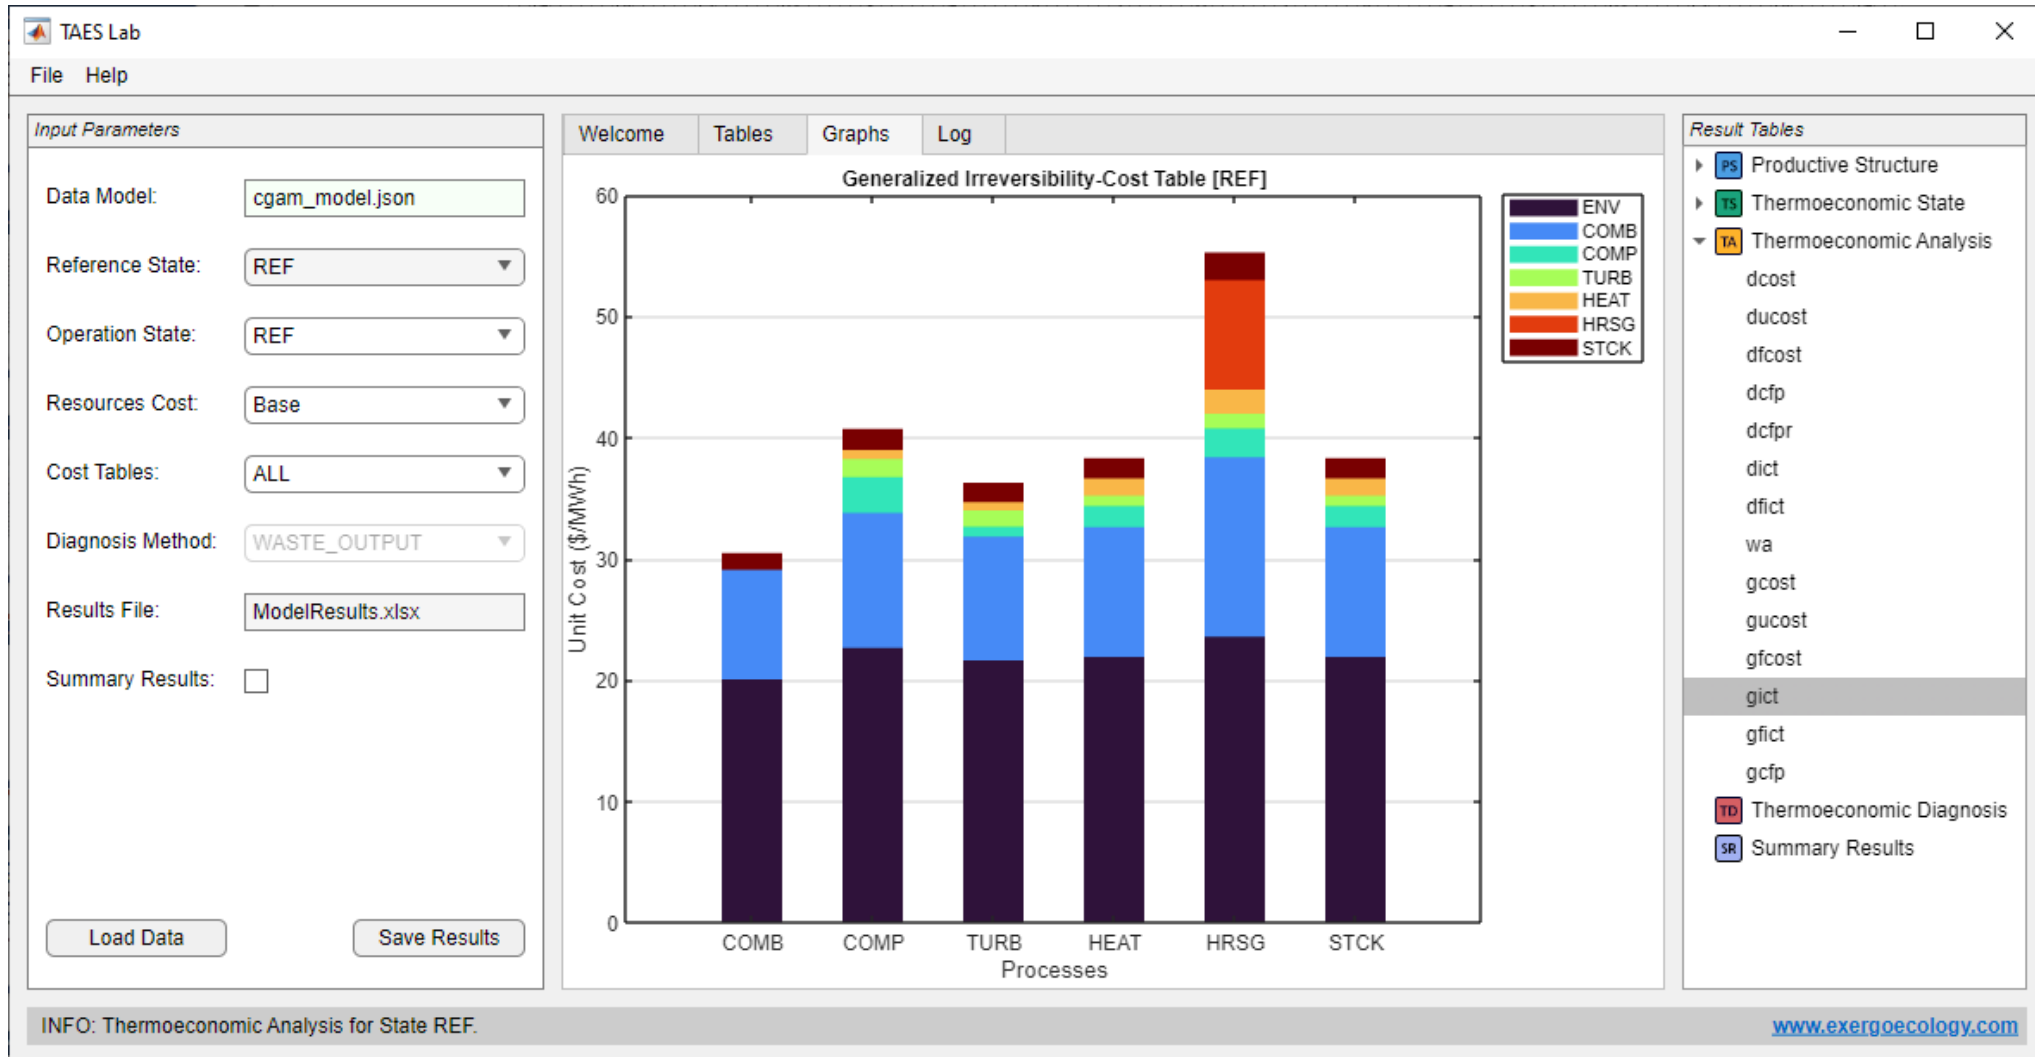 TAES Lab
File Help
Input Parameters
Data Model: cgam_model.json
Reference State: REF
Operation State: REF
Resources Cost: Base
Cost Tables: ALL
Diagnosis Method: WASTE_OUTPUT
Results File: ModelResults.xlsx
Summary Results:
Load Data Save Results
Welcome Tables Graphs Log
Generalized Irreversibility-Cost Table [REF]
60
50
40
30
20
10
0
Unit Cost ($/MWh)
COMB COMP TURB HEAT HRSG STCK
Processes
ENV
COMB
COMP
TURB
HEAT
HRSG
STCK
Result Tables
PS Productive Structure
TS Thermoeconomic State
TA Thermoeconomic Analysis
dcost
ducost
dfcost
dcfp
dcfpr
dict
dfict
wa
gcost
gucost
gfcost
gict
gfict
gcfp
TD Thermoeconomic Diagnosis
SR Summary Results
INFO: Thermoeconomic Analysis for State REF.
www.exergoecology.com